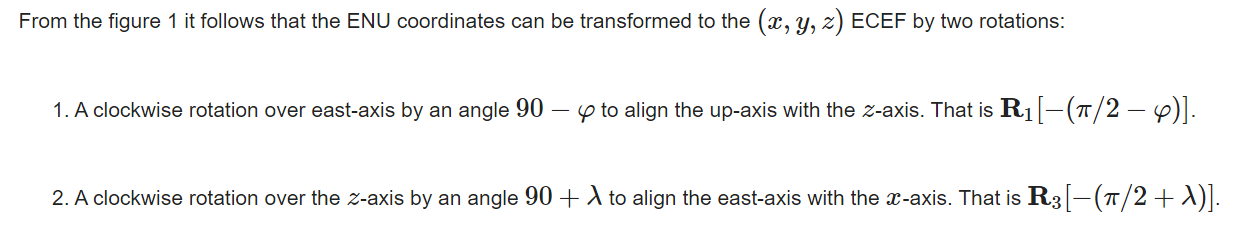 From the figure 1 it follows that the ENU coordinates can be transformed to the (x, y, z) ECEF by two rotations:
1. A clockwise rotation over east-axis by an angle 90 − φ to align the up-axis with the z-axis. That is R₁[−(π/2 − φ)].
2. A clockwise rotation over the z-axis by an angle 90 + λ to align the east-axis with the x-axis. That is R₃[−(π/2 + λ)].